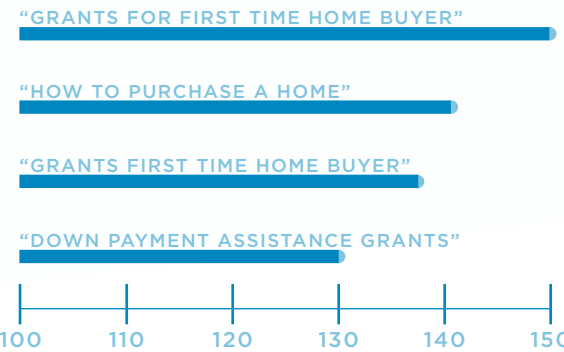 “GRANTS FOR FIRST TIME HOME BUYER”
“HOW TO PURCHASE A HOME”
“GRANTS FIRST TIME HOME BUYER”
“DOWN PAYMENT ASSISTANCE GRANTS”
100 110 120 130 140 150